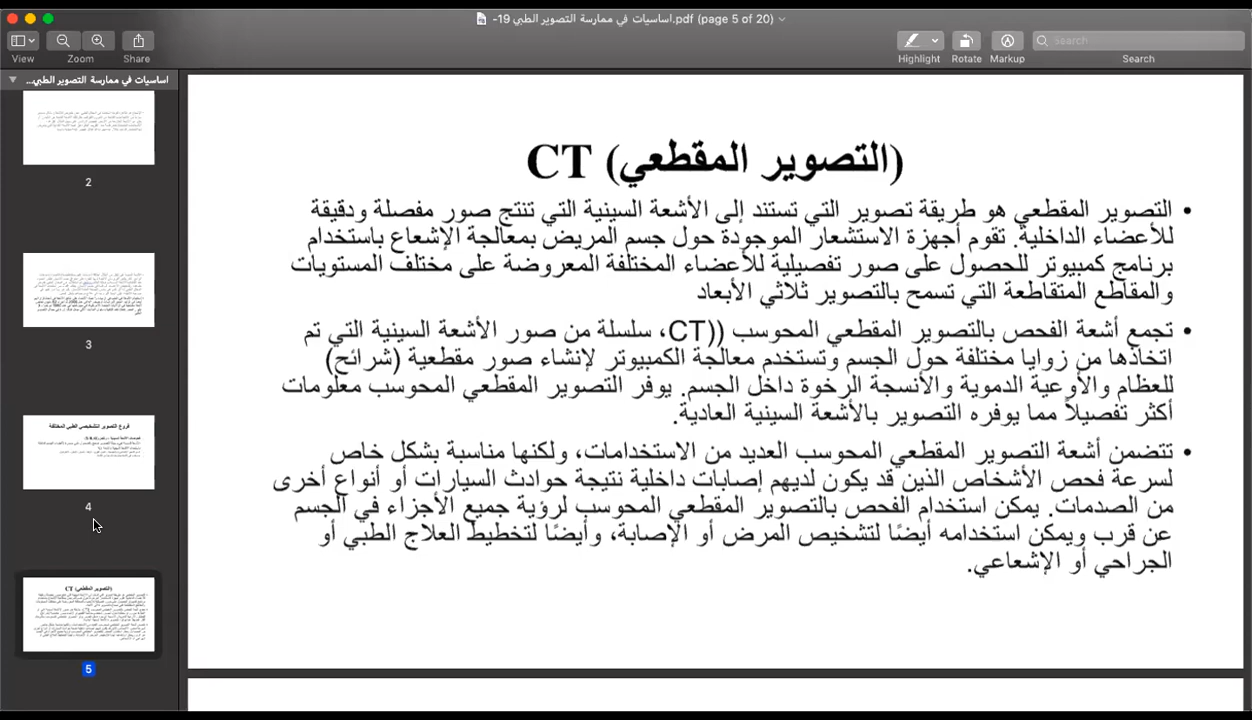 اساسيات في ممارسة التصوير الطبي 19-.pdf (page 5 of 20)
View
Zoom
Share
Highlight
Rotate
Markup
Search
Search
اساسيات في ممارسة التصوير الطبي...
2
3
فروع التصوير التشخيصي الطبي المختلفة
4
CT (التصوير المقطعي)
5
CT (التصوير المقطعي)
• التصوير المقطعي هو طريقة تصوير التي تستند إلى الأشعة السينية التي تنتج صور مفصلة ودقيقة
للأعضاء الداخلية. تقوم أجهزة الاستشعار الموجودة حول جسم المريض بمعالجة الإشعاع باستخدام
برنامج كمبيوتر للحصول على صور تفصيلية للأعضاء المختلفة المعروضة على مختلف المستويات
والمقاطع المتقاطعة التي تسمح بالتصوير ثلاثي الأبعاد
• تجمع أشعة الفحص بالتصوير المقطعي المحوسب ((CT، سلسلة من صور الأشعة السينية التي تم
اتخاذها من زوايا مختلفة حول الجسم وتستخدم معالجة الكمبيوتر لإنشاء صور مقطعية (شرائح)
للعظام والأوعية الدموية والأنسجة الرخوة داخل الجسم. يوفر التصوير المقطعي المحوسب معلومات
أكثر تفصيلاً مما يوفره التصوير بالأشعة السينية العادية.
• تتضمن أشعة التصوير المقطعي المحوسب العديد من الاستخدامات، ولكنها مناسبة بشكل خاص
لسرعة فحص الأشخاص الذين قد يكون لديهم إصابات داخلية نتيجة حوادث السيارات أو أنواع أخرى
من الصدمات. يمكن استخدام الفحص بالتصوير المقطعي المحوسب لرؤية جميع الأجزاء في الجسم
عن قرب ويمكن استخدامه أيضًا لتشخيص المرض أو الإصابة، وأيضًا لتخطيط العلاج الطبي أو
الجراحي أو الإشعاعي.